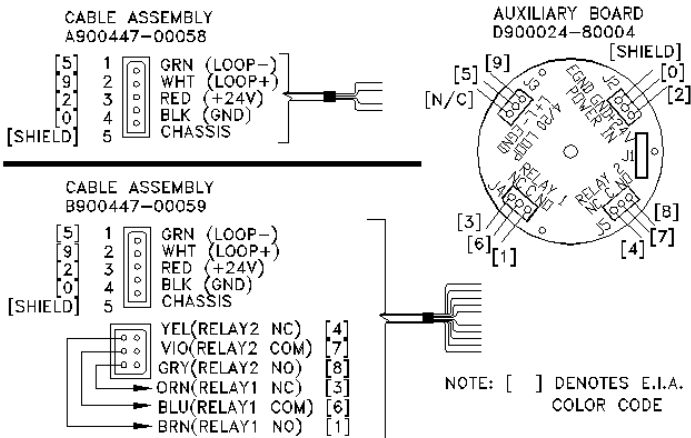 CABLE ASSEMBLY
A900447-00058
[5] 1 GRN (LOOP-)
[9] 2 WHT (LOOP+)
[2] 3 RED (+24V)
[0] 4 BLK (GND)
[SHIELD] 5 CHASSIS
CABLE ASSEMBLY
B900447-00059
[5] 1 GRN (LOOP-)
[9] 2 WHT (LOOP+)
[2] 3 RED (+24V)
[0] 4 BLK (GND)
[SHIELD] 5 CHASSIS
YEL(RELAY2 NC) [4]
VIO(RELAY2 COM) [7]
GRY(RELAY2 NO) [8]
ORN(RELAY1 NC) [3]
BLU(RELAY1 COM) [6]
BRN(RELAY1 NO) [1]
AUXILIARY BOARD
D900024-80004
[SHIELD]
[0]
[2]
[9]
[5]
[N/C]
J3
L+ L- EGND
4/20 LOOP
J2
EGND GND +24V
POWER IN
J1
RELAY 1
NC C NO
J4
RELAY 2
NC C NO
J5
[3]
[6]
[1]
[8]
[7]
[4]
NOTE: [ ] DENOTES E.I.A.
COLOR CODE